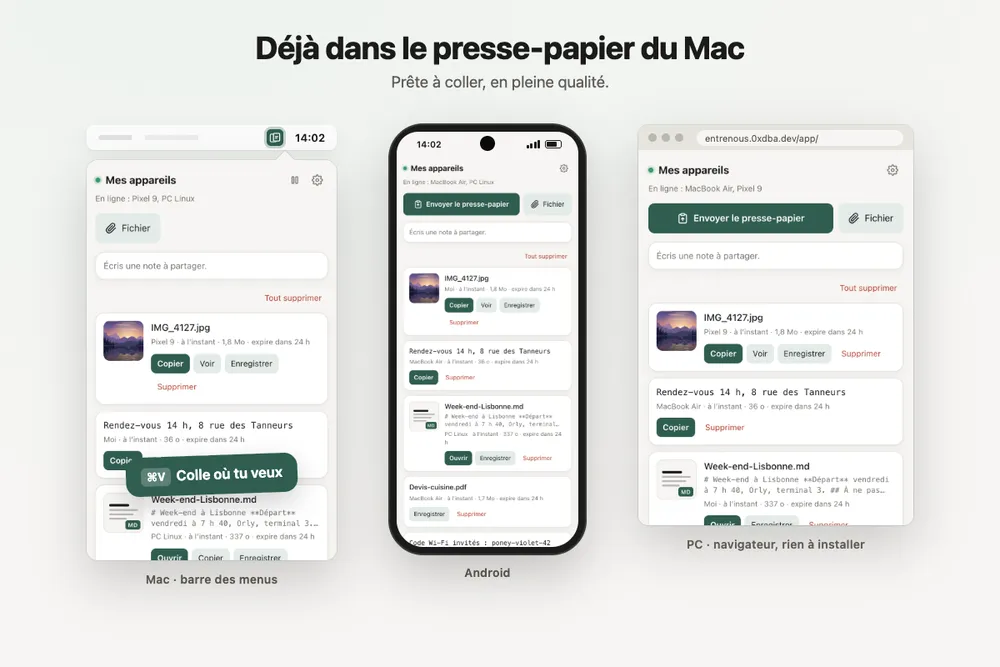 Déjà dans le presse-papier du Mac
Prête à coller, en pleine qualité.
14:02
Mes appareils
En ligne : Pixel 9, PC Linux
Fichier
Écris une note à partager.
Tout supprimer
IMG_4127.jpg
Pixel 9 · à l'instant · 1,8 Mo · expire dans 24 h
Copier Voir Enregistrer
Supprimer
Rendez-vous 14 h, 8 rue des Tanneurs
Moi · à l'instant · 36 o · expire dans 24 h
Copier
⌘V Colle où tu veux
Week-end-Lisbonne.md
# Week-end à Lisbonne **Départ**
vendredi à 7 h 40, Orly, terminal 3.…
MD
PC Linux · à l'instant · 337 o · expire dans 24 h
Ouvrir Copier Enregistrer
Mac · barre des menus
14:02
Mes appareils
En ligne : MacBook Air, PC Linux
Envoyer le presse-papier Fichier
Écris une note à partager.
Tout supprimer
IMG_4127.jpg
Moi · à l'instant · 1,8 Mo · expire dans 24 h
Copier Voir Enregistrer
Supprimer
Rendez-vous 14 h, 8 rue des Tanneurs
MacBook Air · à l'instant · 36 o · expire dans 24 h
Copier Supprimer
Week-end-Lisbonne.md
# Week-end à Lisbonne **Départ**
vendredi à 7 h 40, Orly, terminal…
MD
PC Linux · à l'instant · 337 o · expire dans 24
h
Ouvrir Enregistrer Supprimer
Devis-cuisine.pdf
MacBook Air · à l'instant · 1,7 Mo · expire dans 24 h
Enregistrer Supprimer
Code Wi-Fi invités : poney-violet-42
Android
entrenous.0xdba.dev/app/
Mes appareils
En ligne : MacBook Air, Pixel 9
Envoyer le presse-papier Fichier
Écris une note à partager.
Tout supprimer
IMG_4127.jpg
Pixel 9 · à l'instant · 1,8 Mo · expire dans 24 h
Copier Voir Enregistrer Supprimer
Rendez-vous 14 h, 8 rue des Tanneurs
MacBook Air · à l'instant · 36 o · expire dans 24 h
Copier Supprimer
Week-end-Lisbonne.md
# Week-end à Lisbonne **Départ** vendredi
à 7 h 40, Orly, terminal 3. ## À ne pas…
MD
Moi · à l'instant · 337 o · expire dans 24 h
Ouvrir Enregistrer Supprimer
PC · navigateur, rien à installer